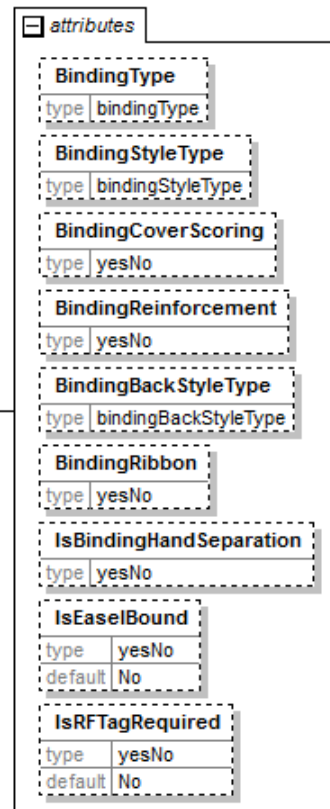 attributes
BindingType
type bindingType
BindingStyleType
type bindingStyleType
BindingCoverScoring
type yesNo
BindingReinforcement
type yesNo
BindingBackStyleType
type bindingBackStyleType
BindingRibbon
type yesNo
IsBindingHandSeparation
type yesNo
IsEaselBound
type yesNo
default No
IsRFTagRequired
type yesNo
default No